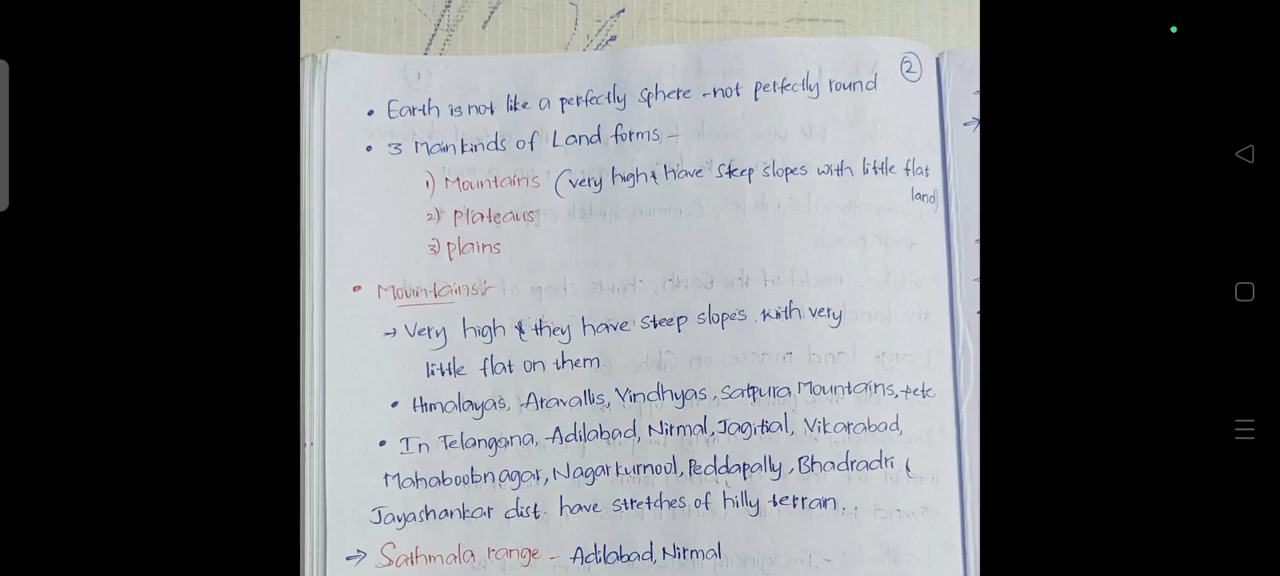 ②
• Earth is not like a perfectly sphere - not perfectly round
• 3 Main kinds of Land forms -
1) Mountains (very high & have steep slopes with little flat
land)
2) Plateaus
3) plains
• Mountains:-
→ Very high & they have steep slopes with very
little flat on them.
• Himalayas, Aravallis, Vindhyas, Satpura Mountains, etc
• In Telangana, Adilabad, Nirmal, Jagitial, Vikarabad,
Mahaboobnagar, Nagarkurnool, Peddapally, Bhadradri &
Jayashankar dist. have stretches of hilly terrain.
→ Sathmala range - Adilabad, Nirmal